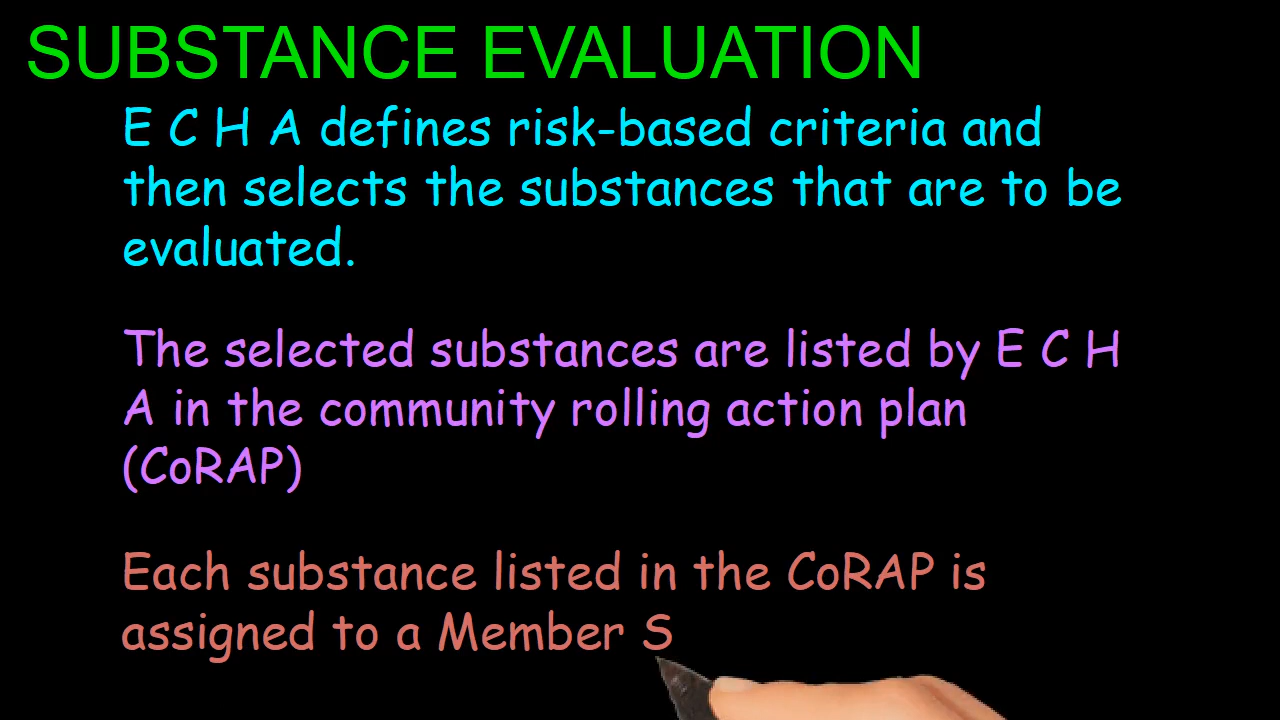 SUBSTANCE EVALUATION
E C H A defines risk-based criteria and
then selects the substances that are to be
evaluated.
The selected substances are listed by E C H
A in the community rolling action plan
(CoRAP)
Each substance listed in the CoRAP is
assigned to a Member S